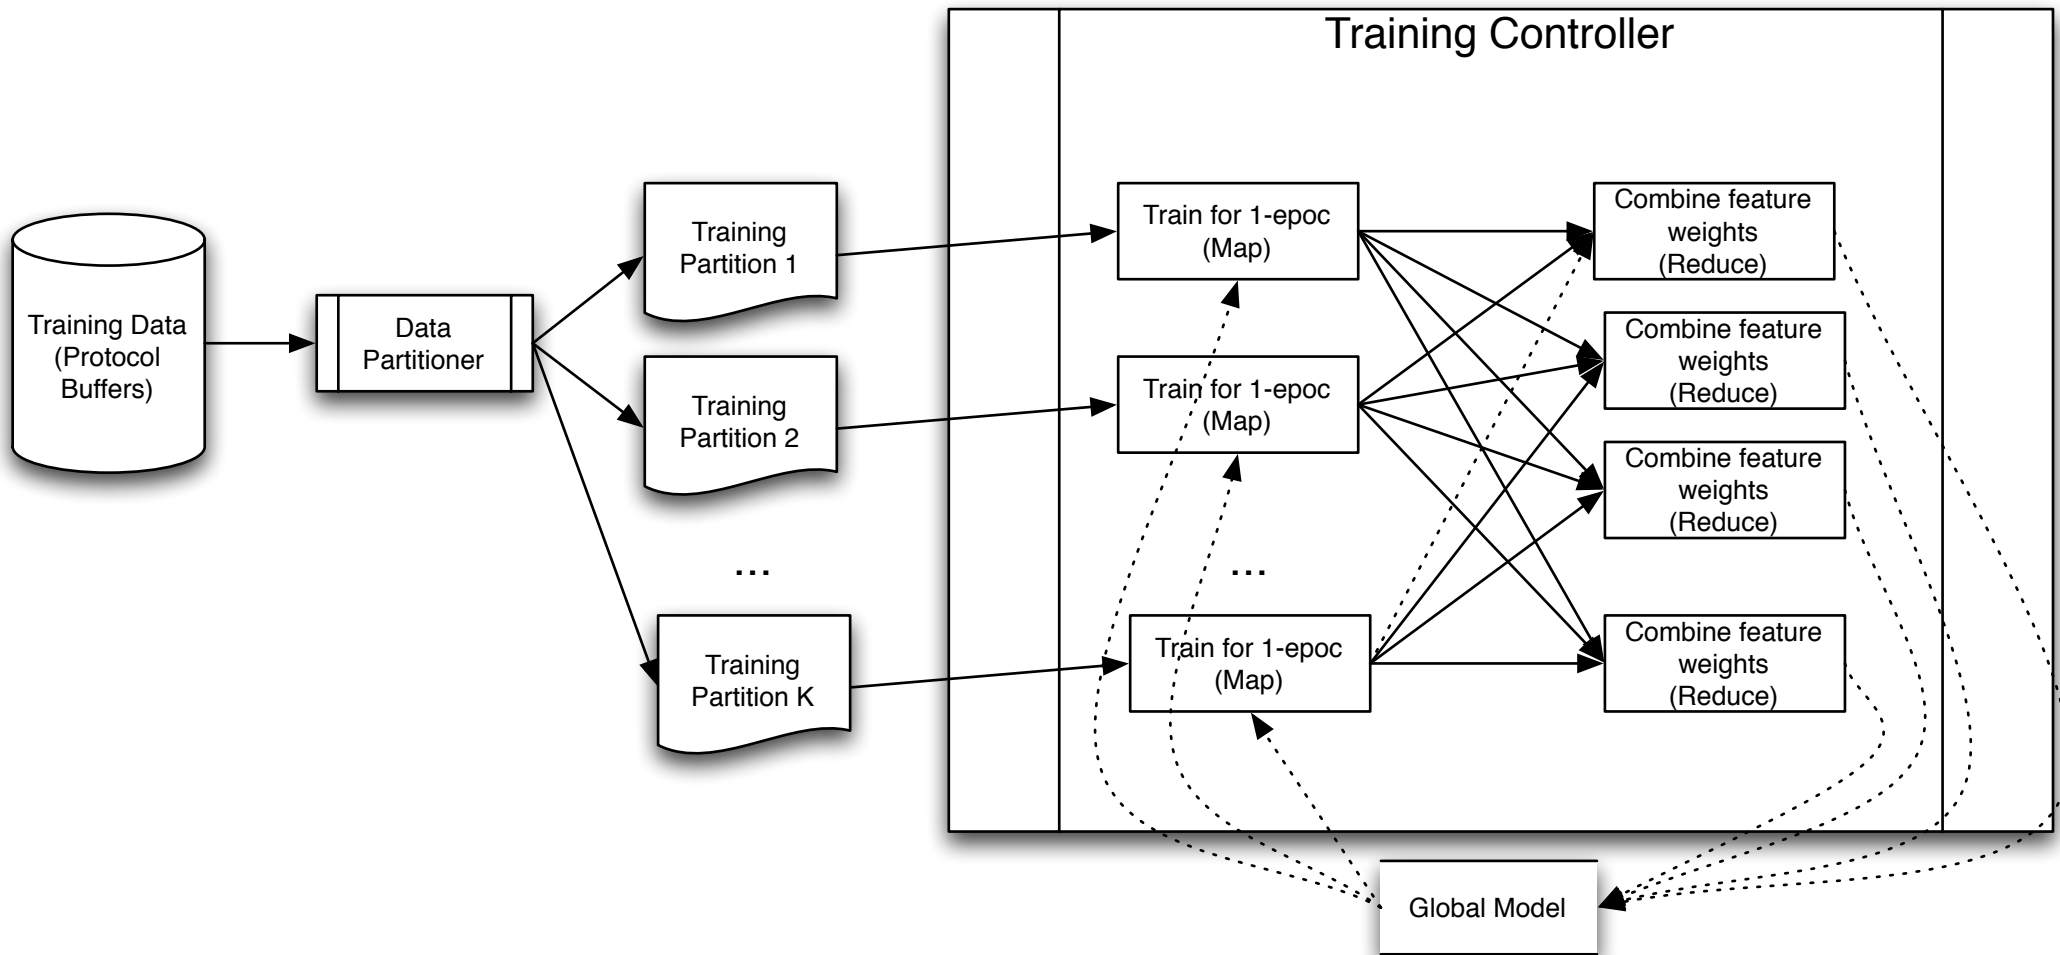 Training Controller
Training Data
(Protocol
Buffers)
Data
Partitioner
Training
Partition 1
Training
Partition 2
...
Training
Partition K
Train for 1-epoc
(Map)
Train for 1-epoc
(Map)
...
Train for 1-epoc
(Map)
Combine feature
weights
(Reduce)
Combine feature
weights
(Reduce)
Combine feature
weights
(Reduce)
Combine feature
weights
(Reduce)
Global Model